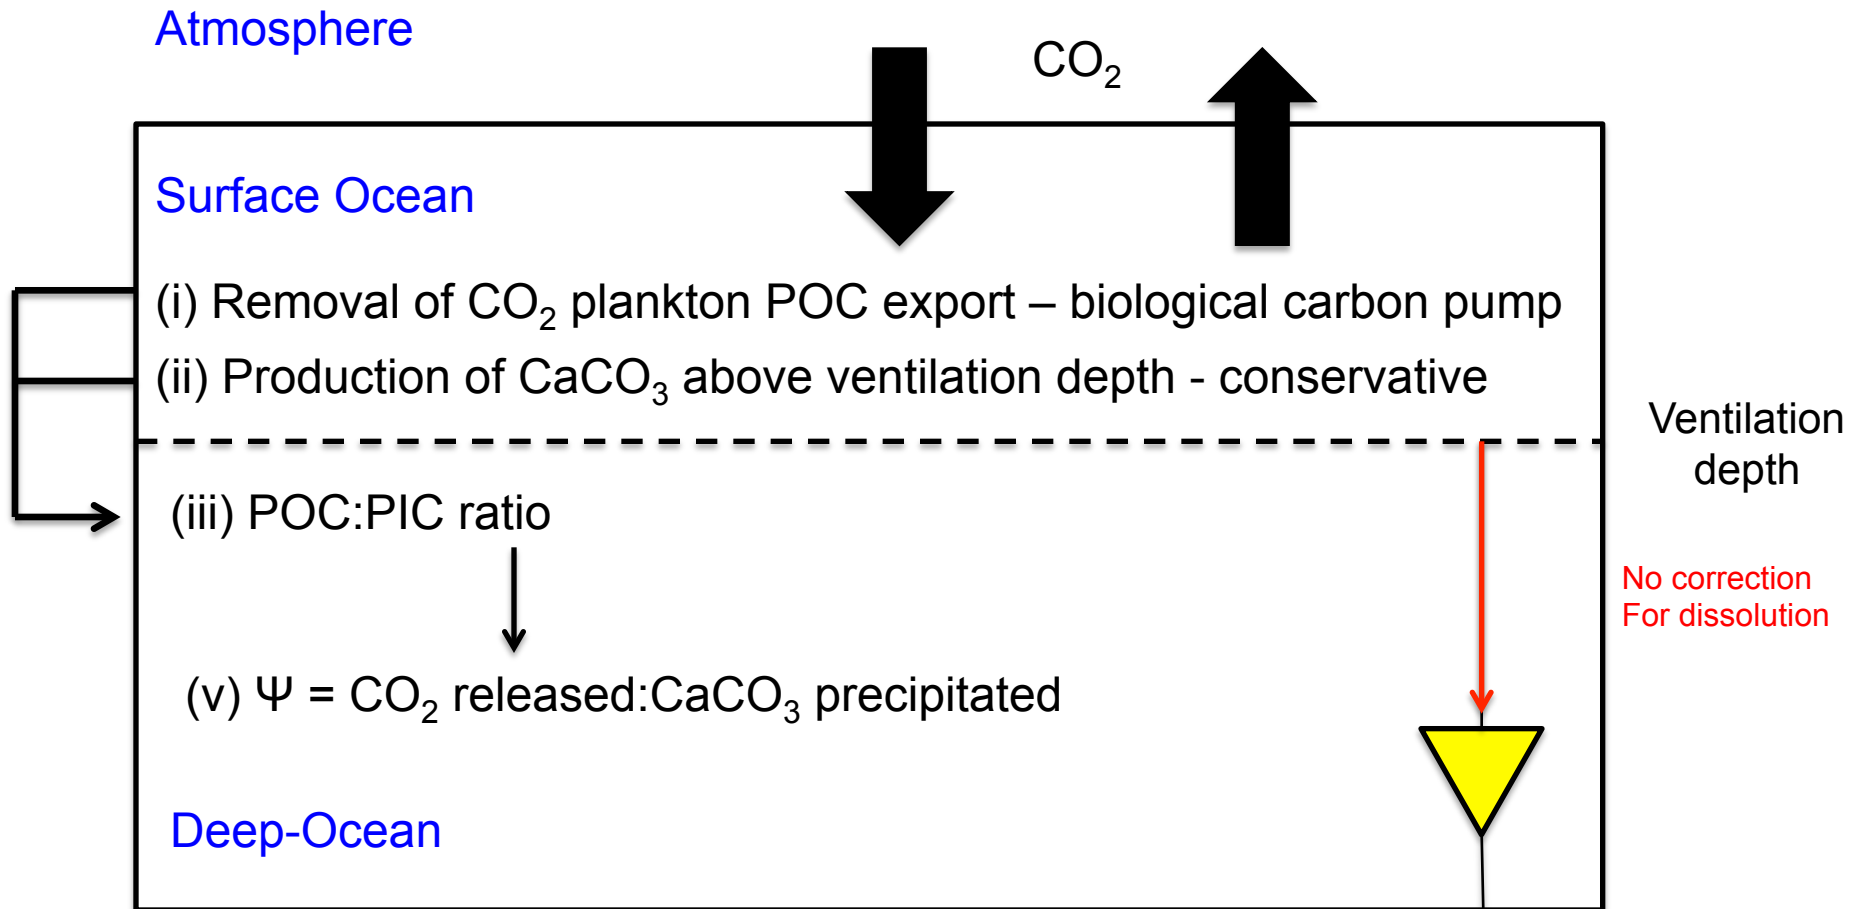 Atmosphere
CO₂
Surface Ocean
(i) Removal of CO₂ plankton POC export – biological carbon pump
(ii) Production of CaCO₃ above ventilation depth - conservative
Ventilation
depth
(iii) POC:PIC ratio
No correction
For dissolution
(v) Ψ = CO₂ released:CaCO₃ precipitated
Deep-Ocean